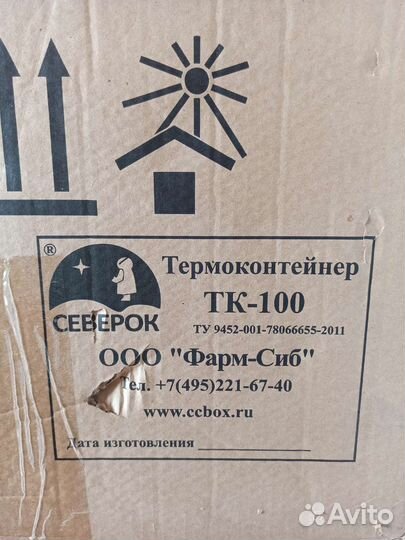 ®
Термоконтейнер
ТК-100
СЕВЕРОК
ТУ 9452-001-78066655-2011
ООО "Фарм-Сиб"
Тел. +7(495)221-67-40
www.ccbox.ru
Дата изготовления
Avito